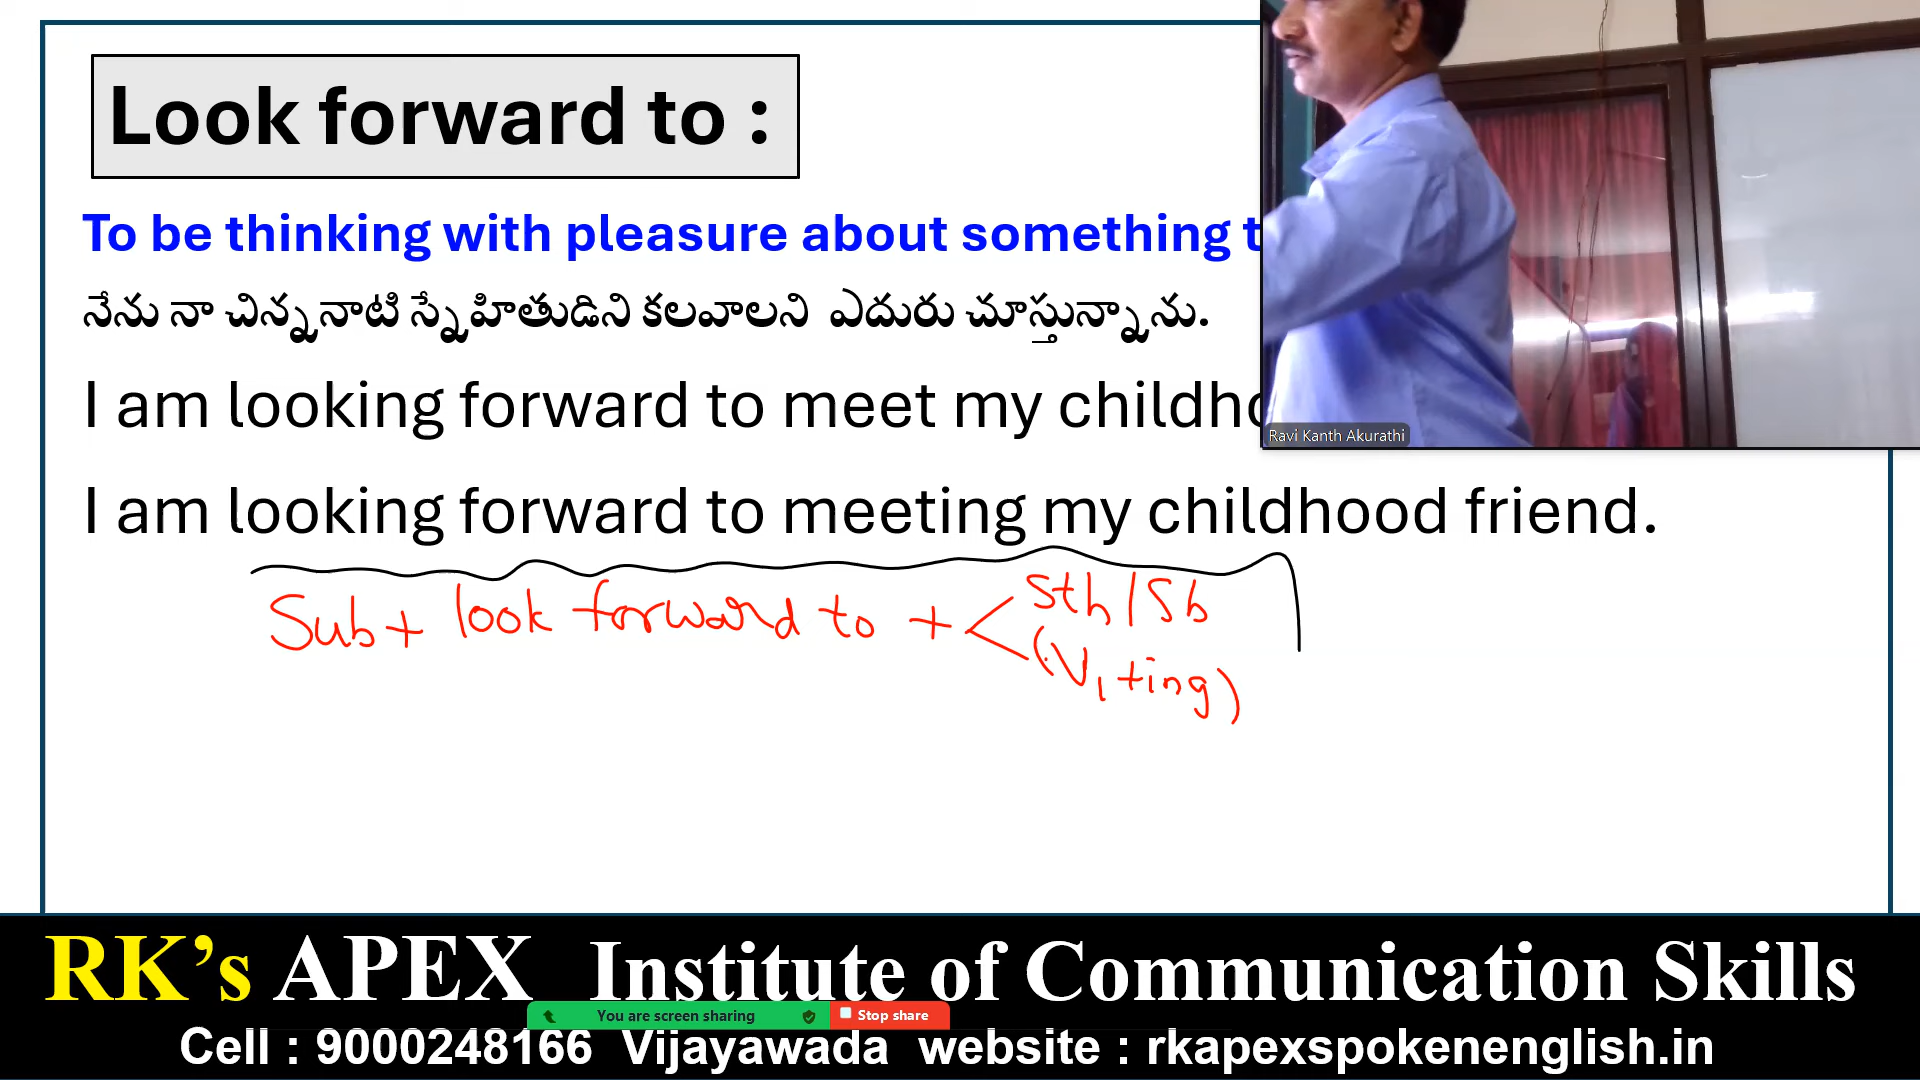 Look forward to :
To be thinking with pleasure about something
నేను నా చిన్ననాటి స్నేహితుడిని కలవాలని ఎదురు చూస్తున్నాను.
I am looking forward to meet my
Ravi Kanth Akurathi
I am looking forward to meeting my childhood friend.
Sub + look forward to + < Sth / Sb
(V1 + ing)
RK's APEX Institute of Communication Skills
You are screen sharing Stop share
Cell : 9000248166 Vijayawada website : rkapexspokenenglish.in